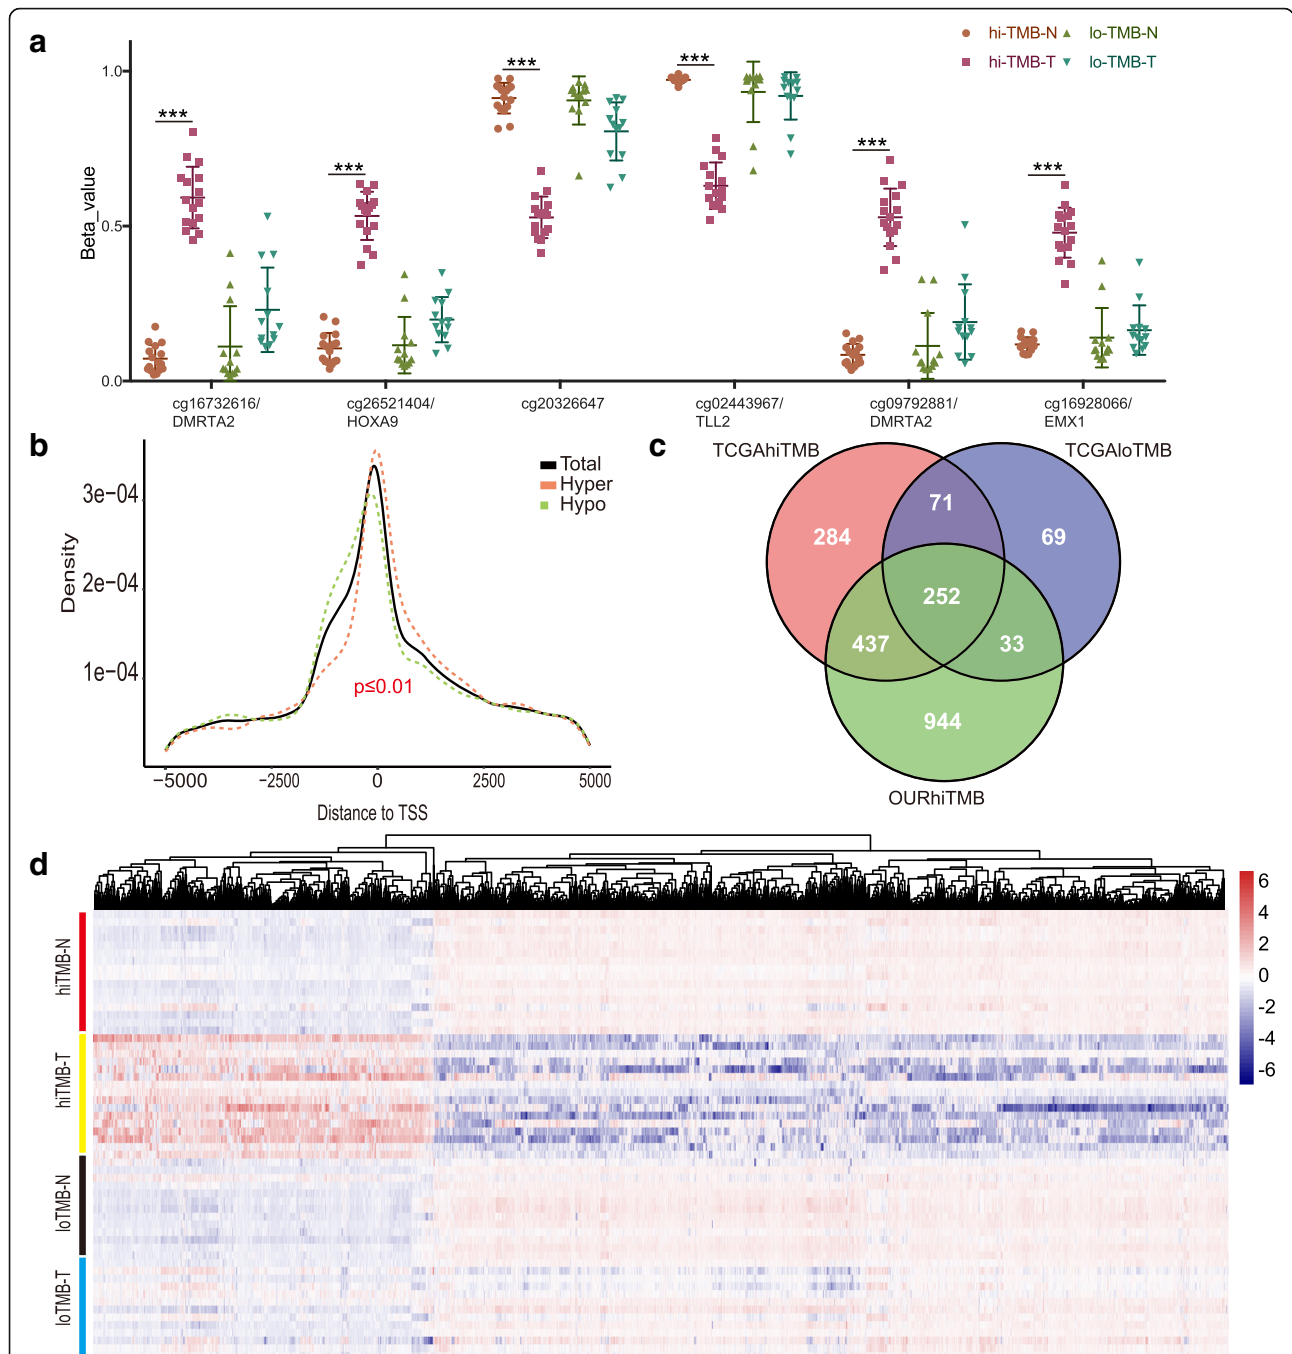 a
hi-TMB-N
lo-TMB-N
hi-TMB-T
lo-TMB-T
Beta_value
1.0
0.5
0.0
***
***
***
***
***
***
cg16732616/
DMRTA2
cg26521404/
HOXA9
cg20326647
cg02443967/
TLL2
cg09792881/
DMRTA2
cg16928066/
EMX1
b
Density
3e−04
2e−04
1e−04
Total
Hyper
Hypo
p≤0.01
−5000
−2500
0
2500
5000
Distance to TSS
c
TCGAhiTMB
TCGAloTMB
284
71
69
252
437
33
944
OURhiTMB
d
hiTMB-N
hiTMB-T
loTMB-N
loTMB-T
6
4
2
0
-2
-4
-6